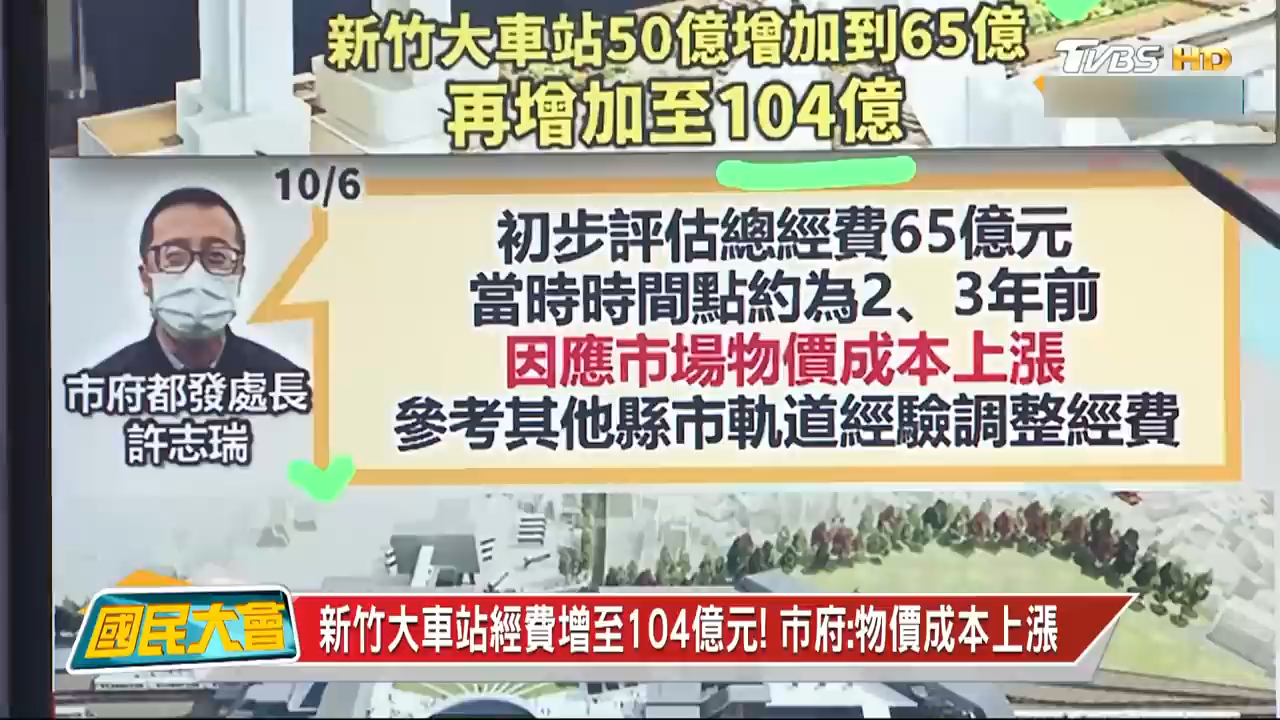 新竹大車站50億增加到65億
再增加至104億
TVBS HD
10/6
初步評估總經費65億元
當時時間點約為2、3年前
因應市場物價成本上漲
參考其他縣市軌道經驗調整經費
市府都發處長
許志瑞
國民大會
新竹大車站經費增至104億元! 市府:物價成本上漲